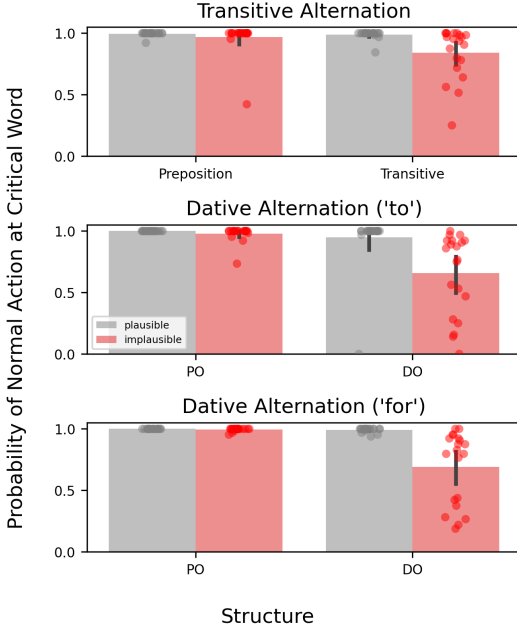 Transitive Alternation
1.0
0.5
0.0
Preposition
Transitive
Dative Alternation ('to')
1.0
0.5
0.0
plausible
implausible
PO
DO
Dative Alternation ('for')
1.0
0.5
0.0
PO
DO
Probability of Normal Action at Critical Word
Structure